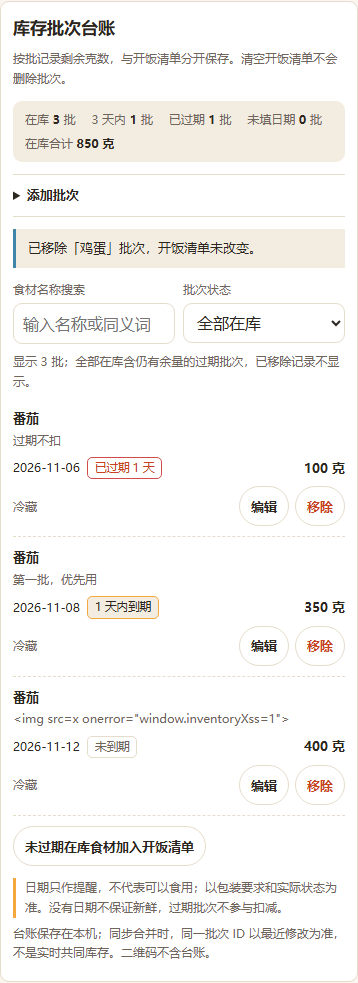 库存批次台账
按批记录剩余克数，与开饭清单分开保存。清空开饭清单不会
删除批次。
在库 3 批 3 天内 1 批 已过期 1 批 未填日期 0 批
在库合计 850 克
▶ 添加批次
已移除「鸡蛋」批次，开饭清单未改变。
食材名称搜索 批次状态
输入名称或同义词 全部在库
显示 3 批；全部在库含仍有余量的过期批次，已移除记录不显
示。
番茄
过期不扣
2026-11-06 已过期 1 天 100 克
冷藏 编辑 移除
番茄
第一批，优先用
2026-11-08 1 天内到期 350 克
冷藏 编辑 移除
番茄
<img src=x onerror="window.inventoryXss=1">
2026-11-12 未到期 400 克
冷藏 编辑 移除
未过期在库食材加入开饭清单
日期只作提醒，不代表可以食用；以包装要求和实际状态为
准。没有日期不保证新鲜，过期批次不参与扣减。
台账保存在本机；同步合并时，同一批次 ID 以最近修改为准，
不是实时共同库存。二维码不含台账。